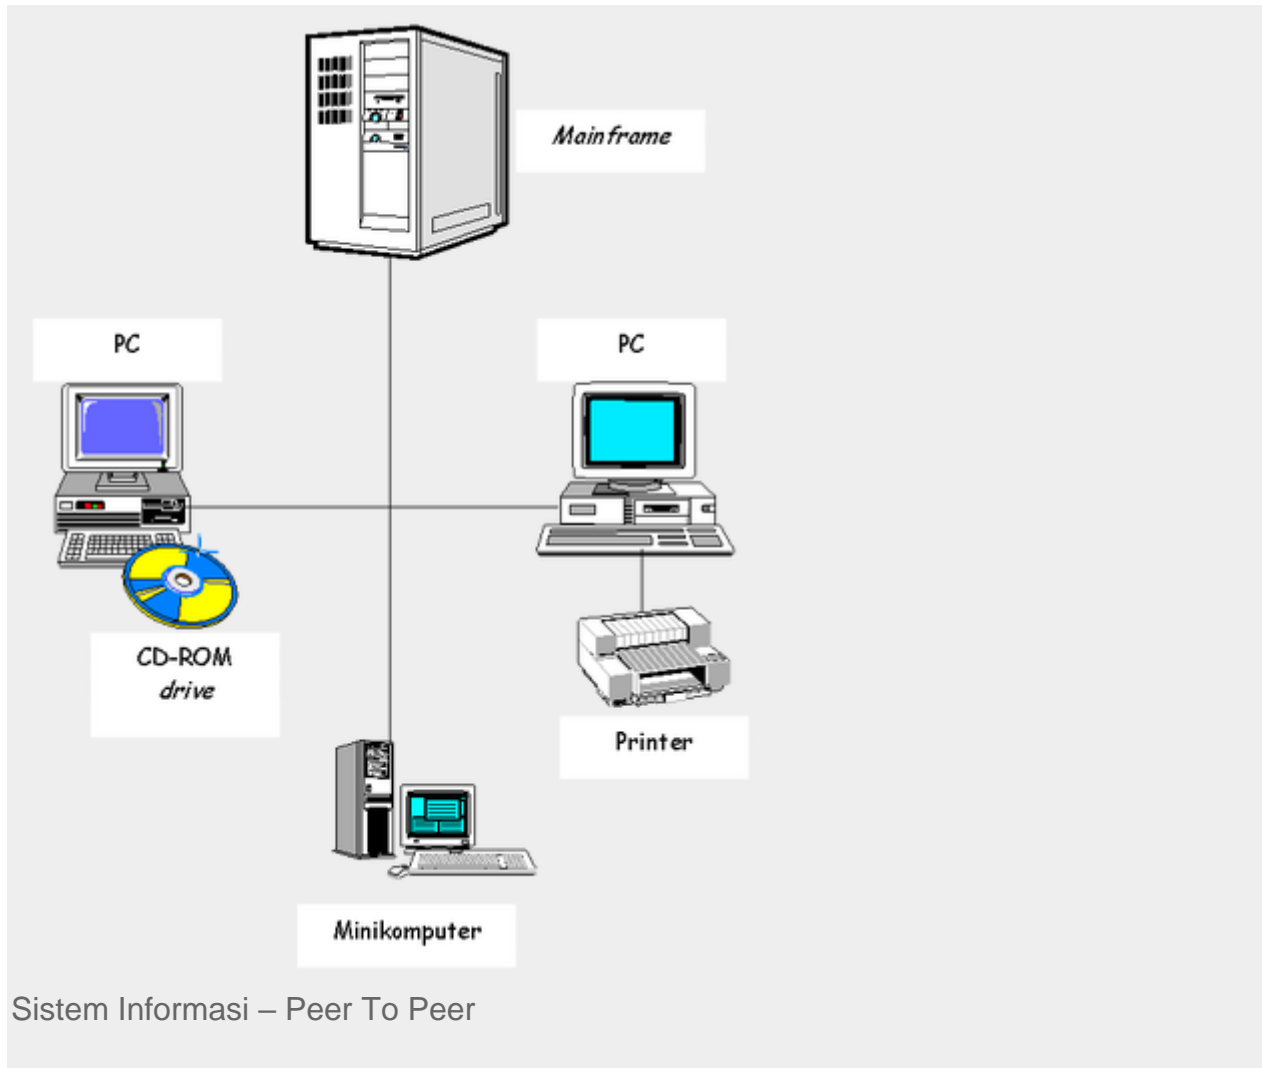 Mainframe
PC
PC
CD-ROM
drive
Printer
Minikomputer
Sistem Informasi – Peer To Peer